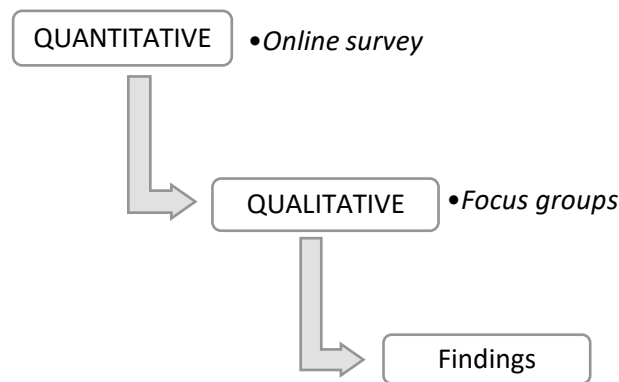 QUANTITATIVE •Online survey
QUALITATIVE •Focus groups
Findings